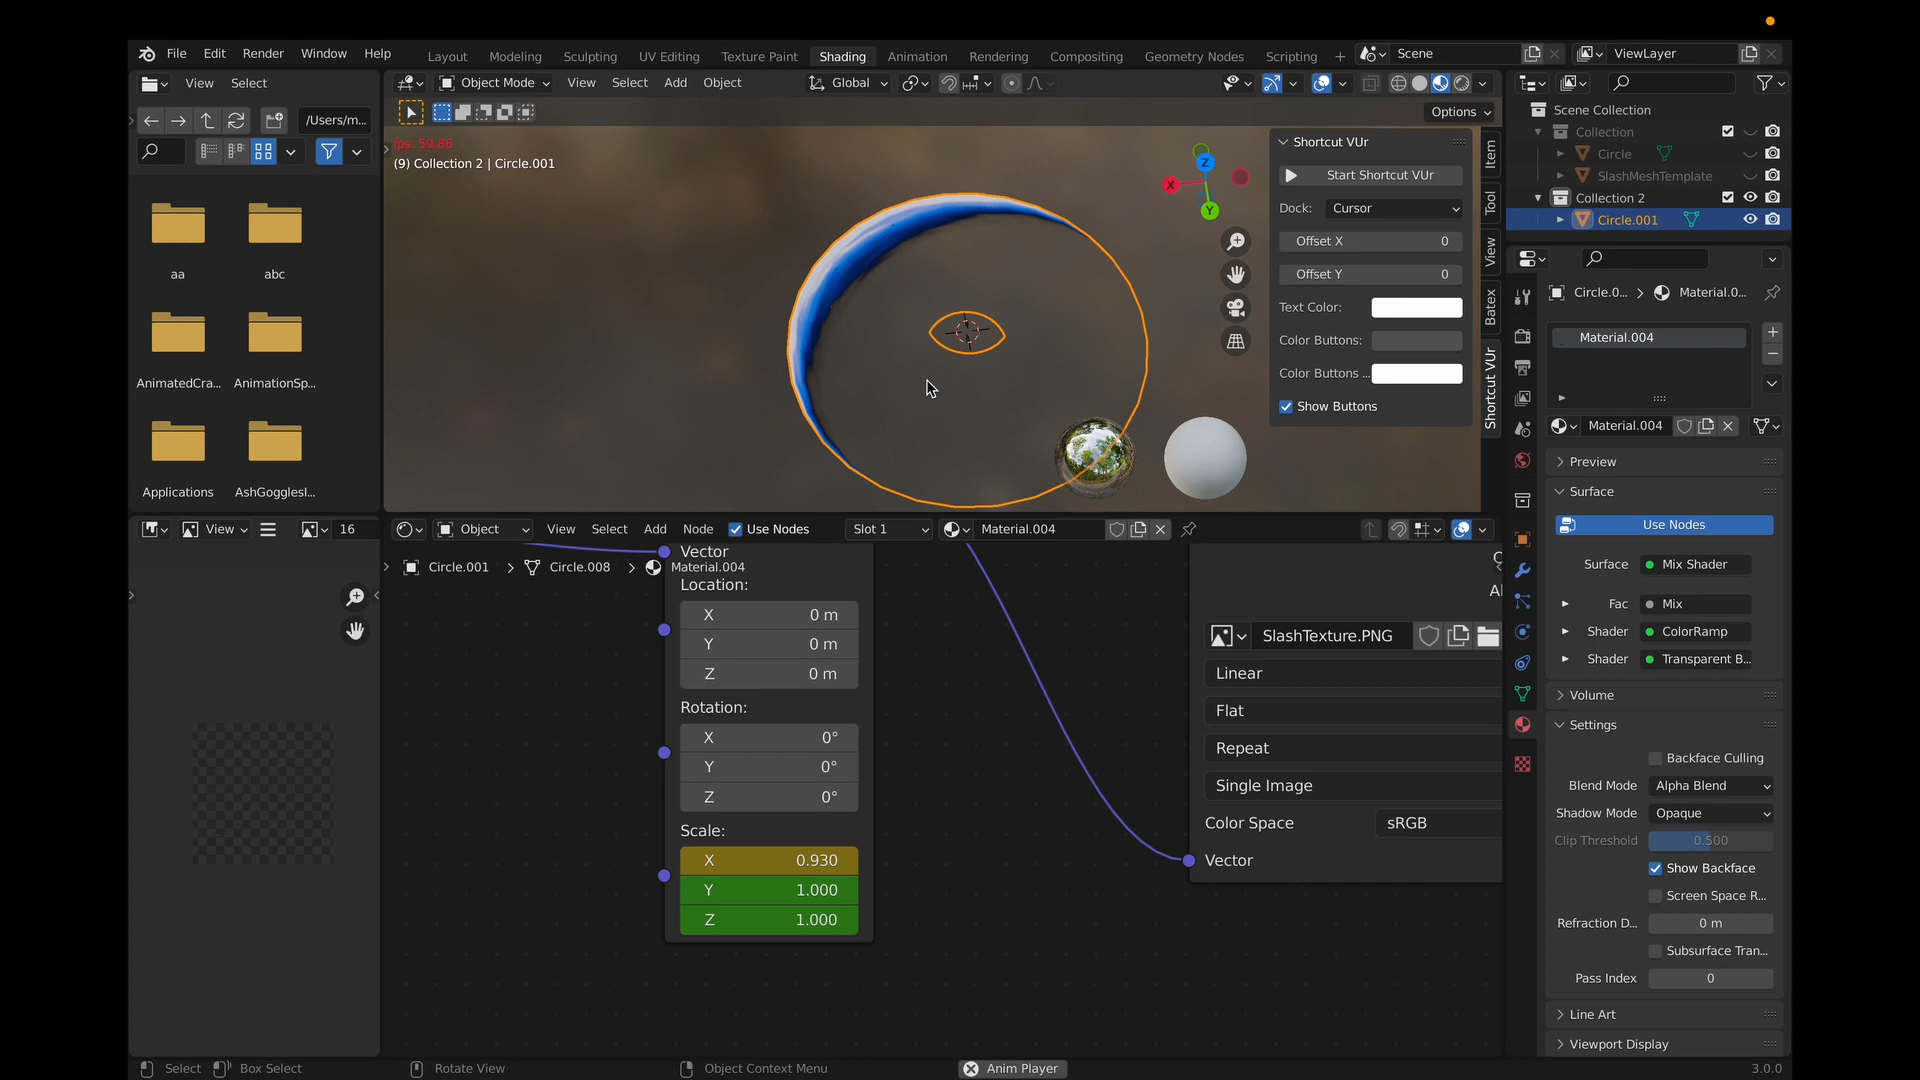 File Edit Render Window Help
Layout Modeling Sculpting UV Editing Texture Paint Shading Animation Rendering Compositing Geometry Nodes Scripting +
Scene
ViewLayer
View Select
Object Mode View Select Add Object
Global
Options
/Users/m...
aa
abc
AnimatedCra...
AnimationSp...
Applications
AshGogglesI...
fps: 59.86
(9) Collection 2 | Circle.001
X
Y
Z
Shortcut VUr
Start Shortcut VUr
Dock: Cursor
Offset X 0
Offset Y 0
Text Color:
Color Buttons:
Color Buttons ...
Show Buttons
Item
Tool
View
Batex
Shortcut VUr
Scene Collection
Collection
Circle
SlashMeshTemplate
Collection 2
Circle.001
Circle.0... > Material.0...
Material.004
Material.004
Preview
Surface
Use Nodes
Surface Mix Shader
Fac Mix
Shader ColorRamp
Shader Transparent B...
Volume
Settings
Backface Culling
Blend Mode Alpha Blend
Shadow Mode Opaque
Clip Threshold 0.500
Show Backface
Screen Space R...
Refraction D... 0 m
Subsurface Tran...
Pass Index 0
Line Art
Viewport Display
View 16
Object View Select Add Node Use Nodes Slot 1 Material.004
Vector
Circle.001 > Circle.008 > Material.004
Location:
X 0 m
Y 0 m
Z 0 m
Rotation:
X 0°
Y 0°
Z 0°
Scale:
X 0.930
Y 1.000
Z 1.000
SlashTexture.PNG
Linear
Flat
Repeat
Single Image
Color Space sRGB
Vector
Select Box Select Rotate View Object Context Menu Anim Player 3.0.0